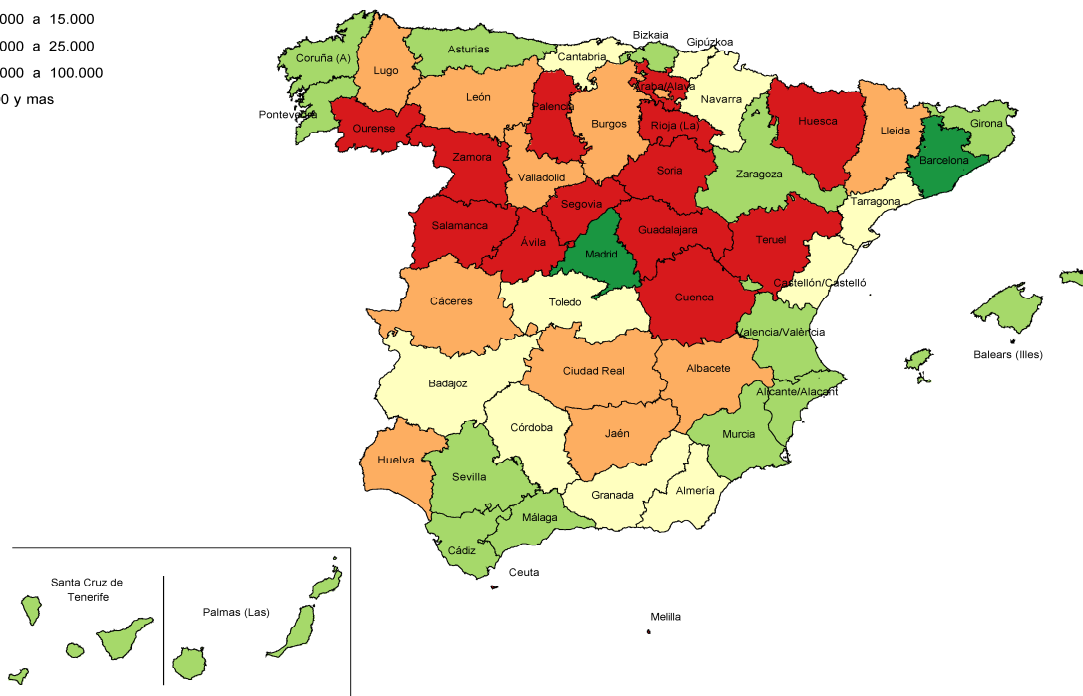 000 a 15.000
000 a 25.000
000 a 100.000
00 y mas
Bizkaia
Gipúzkoa
Coruña (A)
Asturias
Cantabria
Lugo
Araba/Alava
Navarra
León
Palencia
Pontevedra
Burgos
Rioja (La)
Huesca
Lleida
Girona
Ourense
Barcelona
Zamora
Valladolid
Soria
Zaragoza
Segovia
Tarragona
Salamanca
Ávila
Guadalajara
Teruel
Madrid
Castellón/Castelló
Cáceres
Toledo
Cuenca
Valencia/València
Balears (Illes)
Ciudad Real
Albacete
Badajoz
Alicante/Alacant
Córdoba
Jaén
Murcia
Huelva
Sevilla
Granada
Almería
Málaga
Cádiz
Ceuta
Melilla
Santa Cruz de
Tenerife
Palmas (Las)